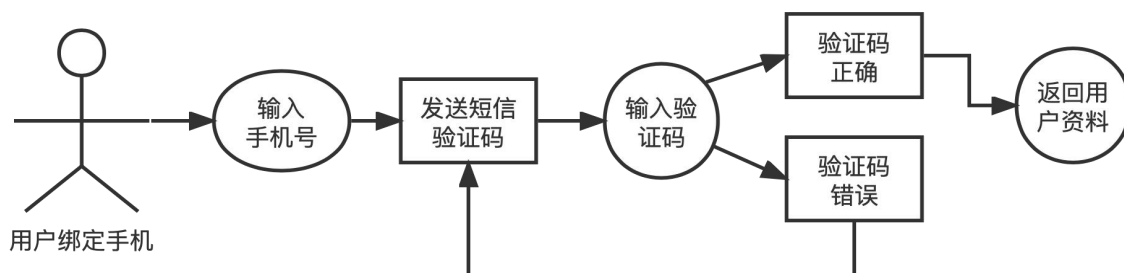 用户绑定手机
输入
手机号
发送短信
验证码
输入验
证码
验证码
正确
验证码
错误
返回用
户资料